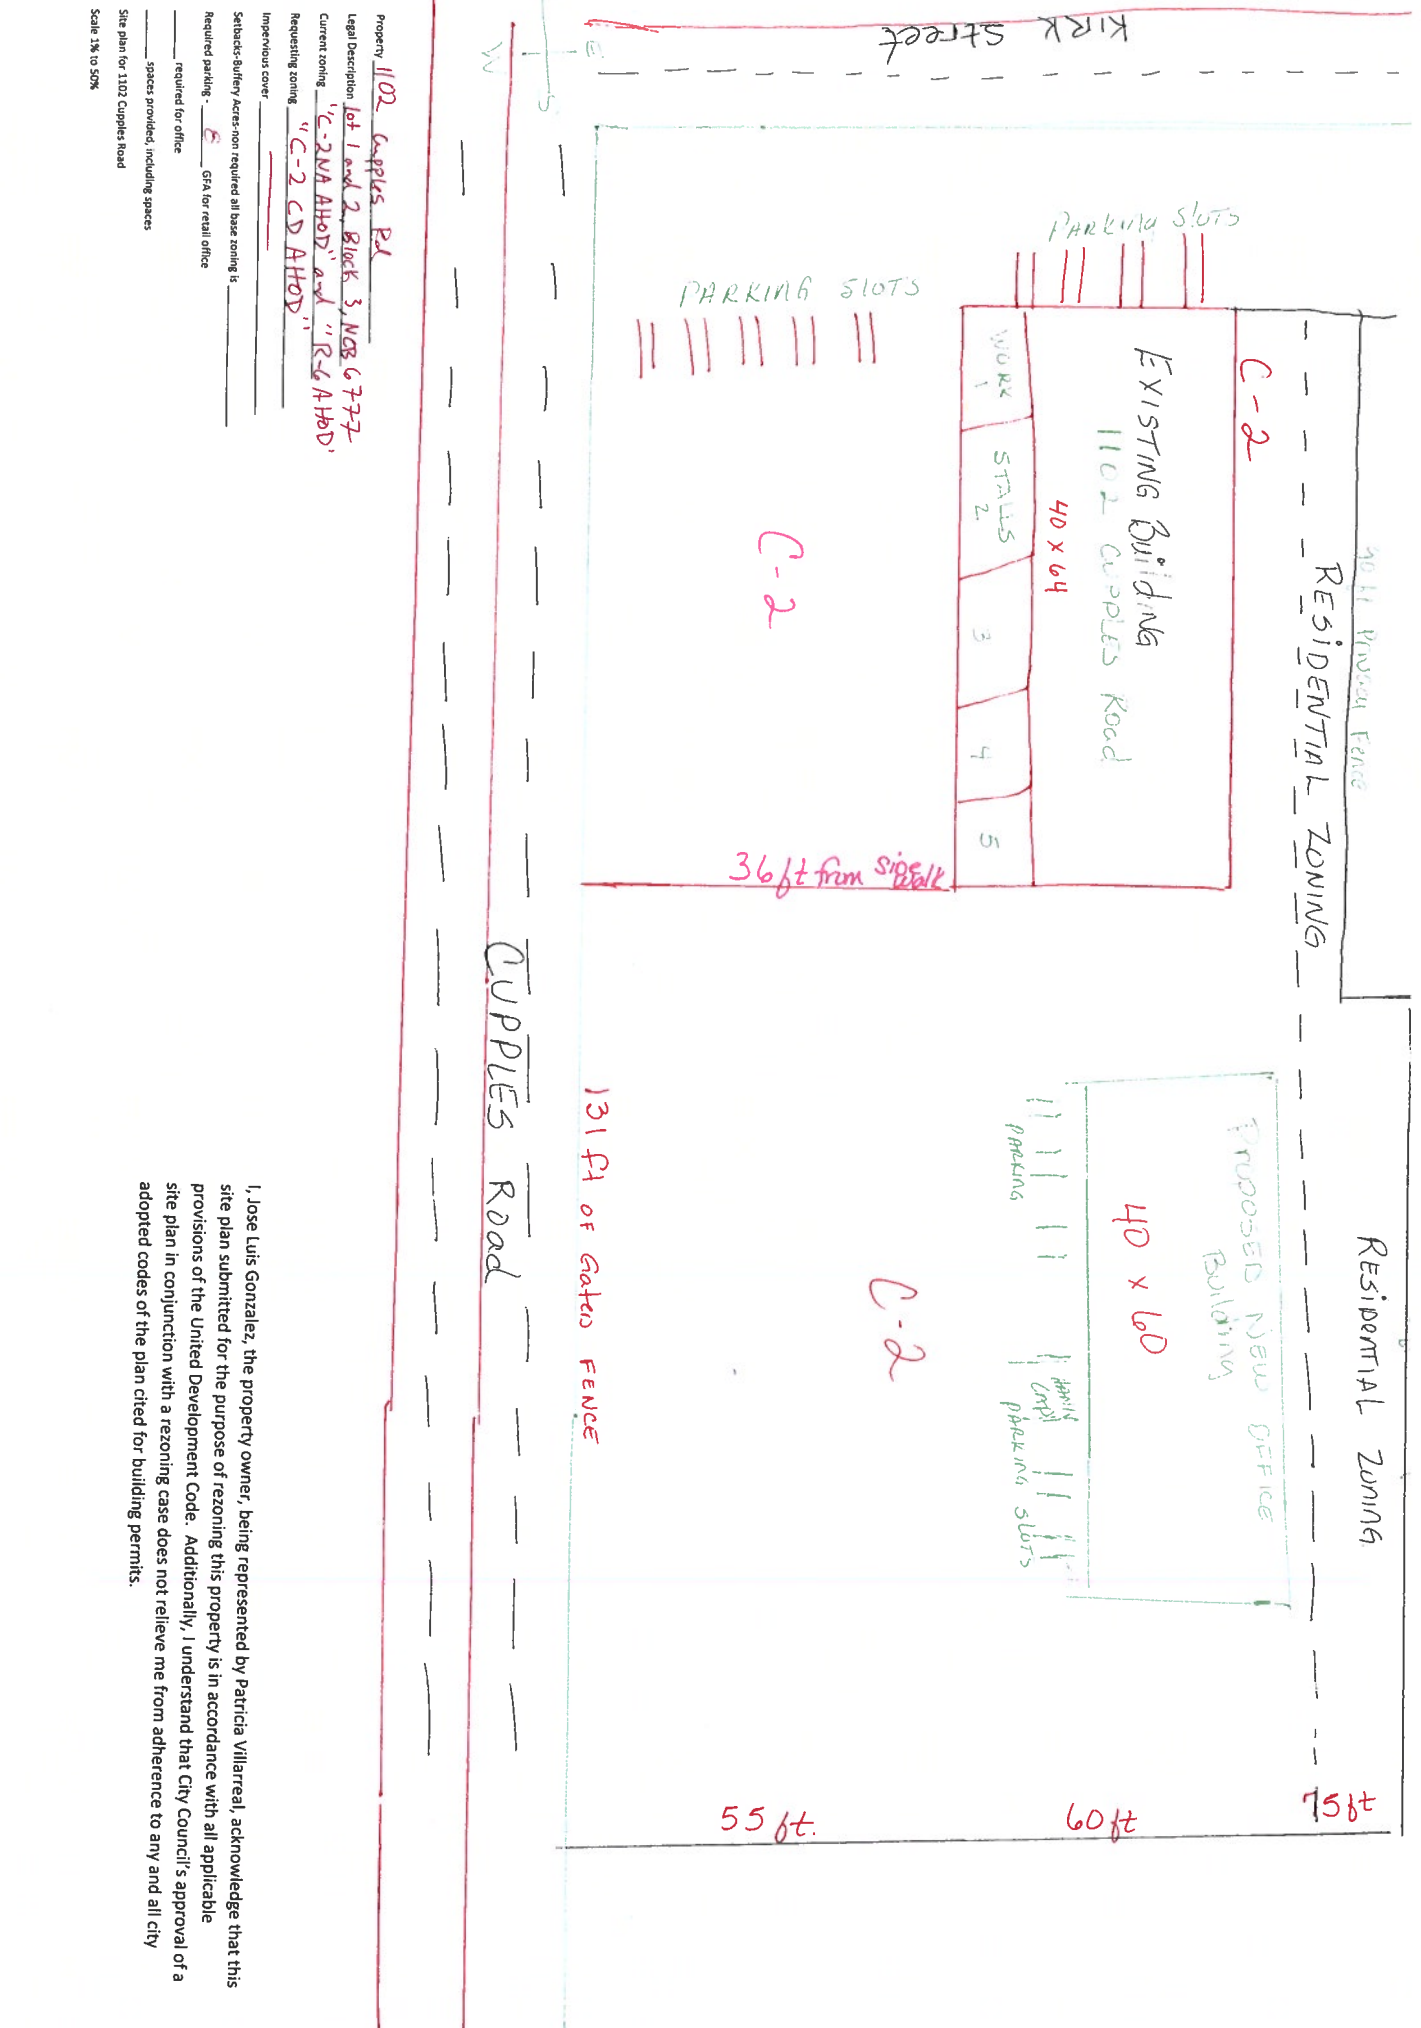 KIRK Street
E
S
W
PARKING SLOTS
PARKING SLOTS
C-2
RESIDENTIAL ZONING
Privacy Fence
EXISTING Building
1102 CUPPLES Road
40 x 64
WORK STALLS
1
2
3
4
5
C-2
36 ft from Side walk
RESIDENTIAL ZONING
PROPOSED NEW OFFICE
Building
40 x 60
PARKING
PARKING SLOTS
C-2
131 ft OF Gates FENCE
CUPPLES Road
75 ft
60 ft
55 ft.
Property 1102 Cupples Rd
Legal Description lot 1 and 2, Block 3, NCB 6777
Current zoning "C-2NA AHOD" and "R-6 AHOD"
Requesting zoning "C-2 CD AHOD"
Impervious cover
Setbacks-Buffery Acres-non required all base zoning is
Required parking - GFA for retail office
required for office
spaces provided, including spaces
Site plan for 1102 Cupples Road
Scale 1% to 50%
I, Jose Luis Gonzalez, the property owner, being represented by Patricia Villarreal, acknowledge that this
site plan submitted for the purpose of rezoning this property is in accordance with all applicable
provisions of the United Development Code. Additionally, I understand that City Council's approval of a
site plan in conjunction with a rezoning case does not relieve me from adherence to any and all city
adopted codes of the plan cited for building permits.